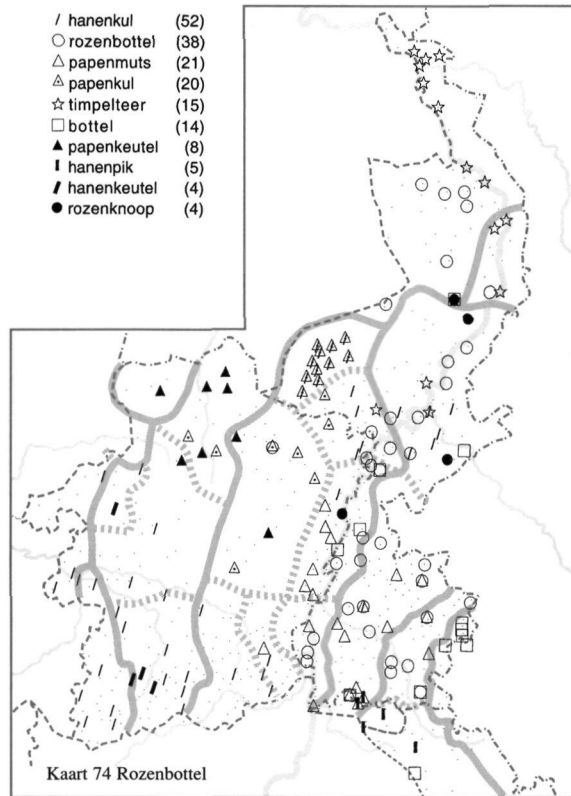 hanenkul (52)
rozenbottel (38)
papenmuts (21)
papenkul (20)
timpelteer (15)
bottel (14)
papenkeutel (8)
hanenpik (5)
hanenkeutel (4)
rozenknoop (4)
Kaart 74 Rozenbottel